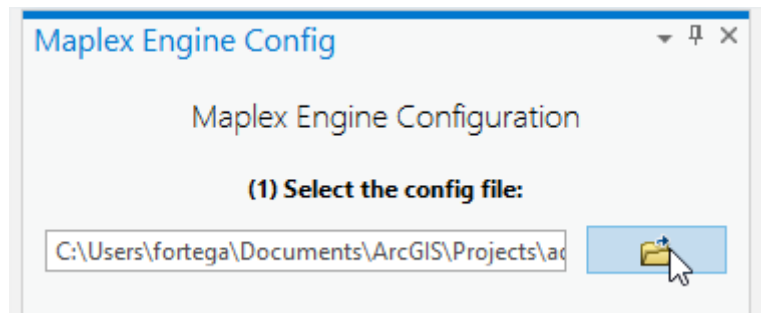 Maplex Engine Config
Maplex Engine Configuration
(1) Select the config file:
C:\Users\fortega\Documents\ArcGIS\Projects\ac